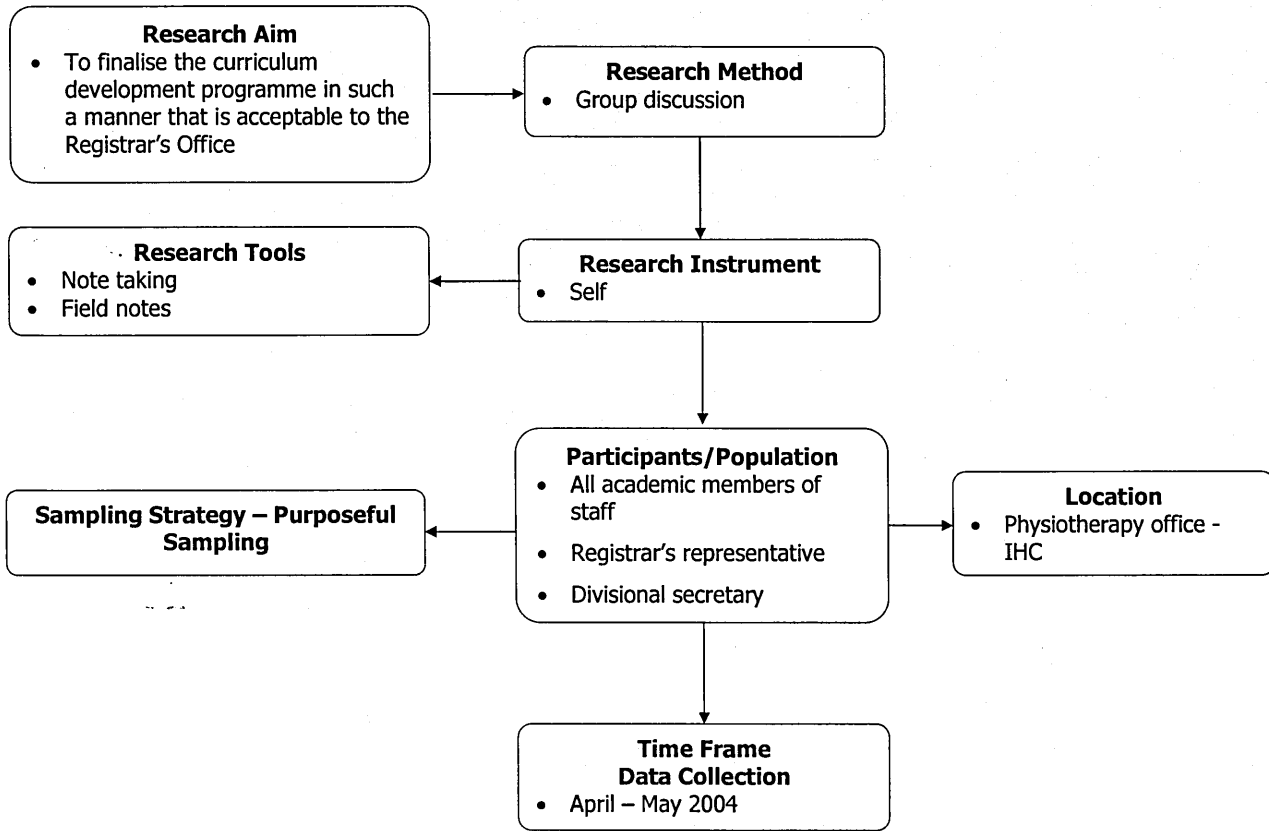 Research Aim
• To finalise the curriculum
development programme in such
a manner that is acceptable to the
Registrar's Office
Research Method
• Group discussion
Research Tools
• Note taking
• Field notes
Research Instrument
• Self
Participants/Population
• All academic members of
staff
• Registrar's representative
• Divisional secretary
Sampling Strategy – Purposeful
Sampling
Location
• Physiotherapy office -
IHC
Time Frame
Data Collection
• April – May 2004